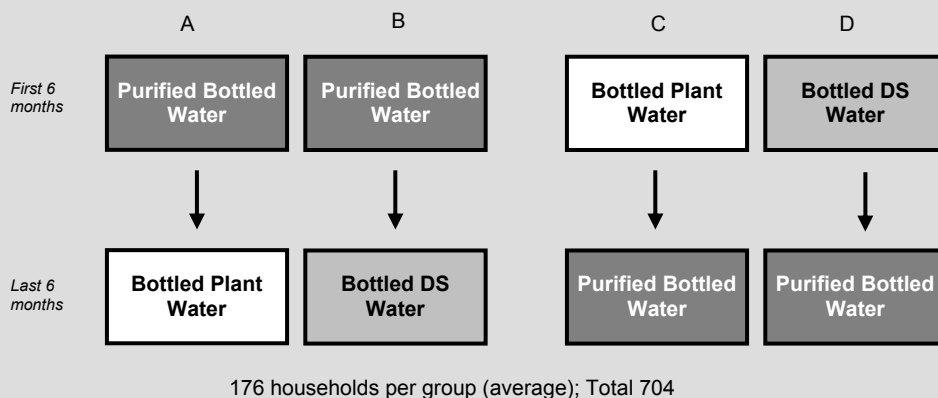 A B C D
First 6 months
Purified Bottled Water
Purified Bottled Water
Bottled Plant Water
Bottled DS Water
Last 6 months
Bottled Plant Water
Bottled DS Water
Purified Bottled Water
Purified Bottled Water
176 households per group (average); Total 704